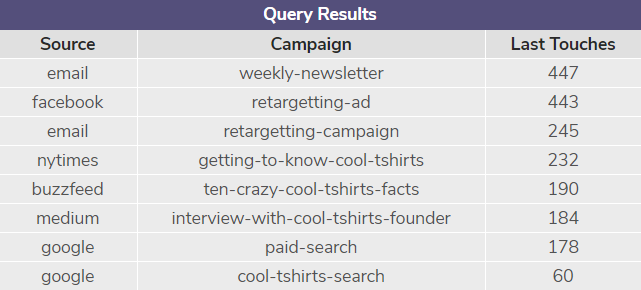 Query Results
Source Campaign Last Touches
email weekly-newsletter 447
facebook retargetting-ad 443
email retargetting-campaign 245
nytimes getting-to-know-cool-tshirts 232
buzzfeed ten-crazy-cool-tshirts-facts 190
medium interview-with-cool-tshirts-founder 184
google paid-search 178
google cool-tshirts-search 60